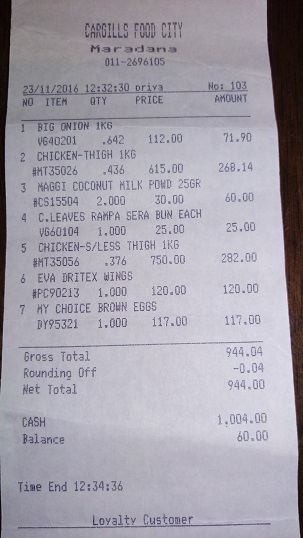 CARGILLS FOOD CITY
Maradana
011-2696105
23/11/2016 12:32:30 oriya No: 103
NO ITEM QTY PRICE AMOUNT
1 BIG ONION 1KG
VG40201 .642 112.00 71.90
2 CHICKEN-THIGH 1KG
#MT35026 .436 615.00 268.14
3 MAGGI COCONUT MILK POWD 25GR
#CS15504 2.000 30.00 60.00
4 C.LEAVES RAMPA SERA BUN EACH
VG60104 1.000 25.00 25.00
5 CHICKEN-S/LESS THIGH 1KG
#MT35056 .376 750.00 282.00
6 EVA DRITEX WINGS
#PC90213 1.000 120.00 120.00
7 MY CHOICE BROWN EGGS
DY95321 1.000 117.00 117.00
Gross Total 944.04
Rounding Off -0.04
Net Total 944.00
CASH 1,004.00
Balance 60.00
Time End 12:34:36
Loyalty Customer